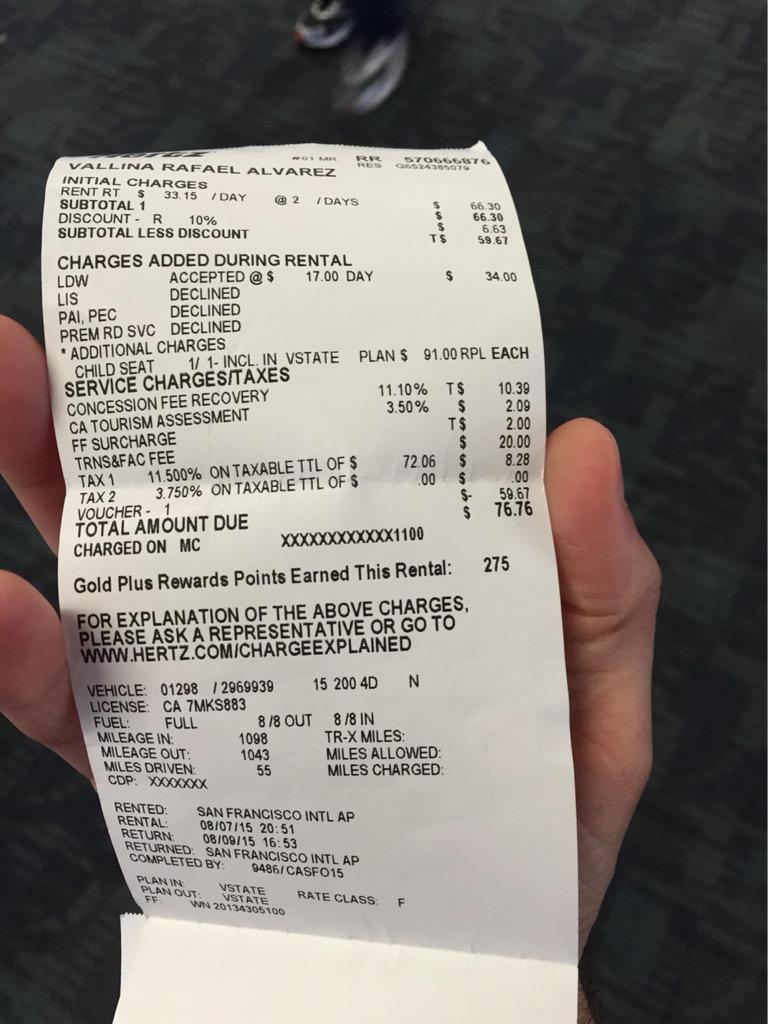 #01 MR RR 570666876
VALLINA RAFAEL ALVAREZ RES G6524385079
INITIAL CHARGES
RENT RT $ 33.15 /DAY @ 2 /DAYS $ 66.30
SUBTOTAL 1 $ 66.30
DISCOUNT - R 10% $ 6.63
SUBTOTAL LESS DISCOUNT T$ 59.67
CHARGES ADDED DURING RENTAL
LDW ACCEPTED @ $ 17.00 DAY $ 34.00
LIS DECLINED
PAI, PEC DECLINED
PREM RD SVC DECLINED
* ADDITIONAL CHARGES
CHILD SEAT 1/ 1- INCL. IN VSTATE PLAN $ 91.00 RPL EACH
SERVICE CHARGES/TAXES
CONCESSION FEE RECOVERY 11.10% T$ 10.39
CA TOURISM ASSESSMENT 3.50% $ 2.09
FF SURCHARGE T$ 2.00
TRNS&FAC FEE $ 20.00
TAX 1 11.500% ON TAXABLE TTL OF $ 72.06 $ 8.28
TAX 2 3.750% ON TAXABLE TTL OF $ .00 $ .00
VOUCHER - 1 $- 59.67
TOTAL AMOUNT DUE $ 76.76
CHARGED ON MC XXXXXXXXXXXX1100
Gold Plus Rewards Points Earned This Rental: 275
FOR EXPLANATION OF THE ABOVE CHARGES,
PLEASE ASK A REPRESENTATIVE OR GO TO
WWW.HERTZ.COM/CHARGEEXPLAINED
VEHICLE: 01298 / 2969939 15 200 4D N
LICENSE: CA 7MKS883
FUEL: FULL 8/8 OUT 8/8 IN
MILEAGE IN: 1098 TR-X MILES:
MILEAGE OUT: 1043 MILES ALLOWED:
MILES DRIVEN: 55 MILES CHARGED:
CDP: XXXXXXX
RENTED: SAN FRANCISCO INTL AP
RENTAL: 08/07/15 20:51
RETURN: 08/09/15 16:53
RETURNED: SAN FRANCISCO INTL AP
COMPLETED BY: 9486/CASFO15
PLAN IN: VSTATE RATE CLASS: F
PLAN OUT: VSTATE
FF: WN 20134305100